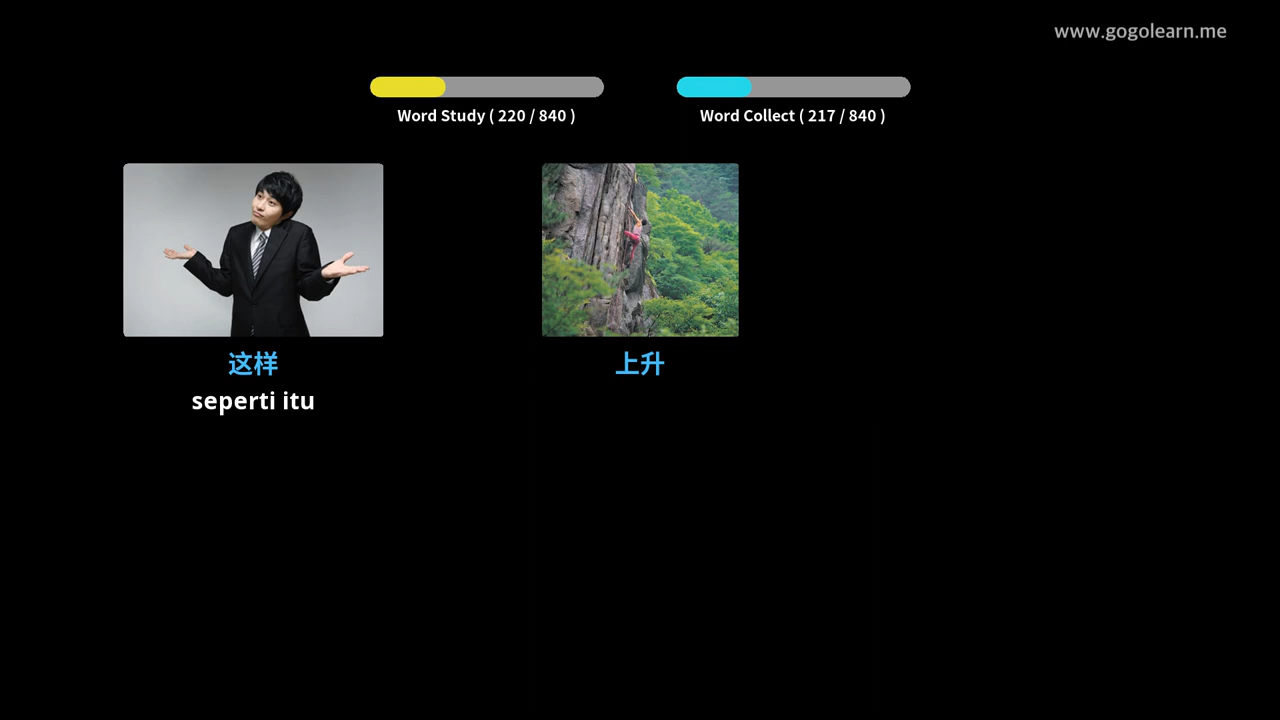 www.gogolearn.me
Word Study ( 220 / 840 )
Word Collect ( 217 / 840 )
这样
上升
seperti itu